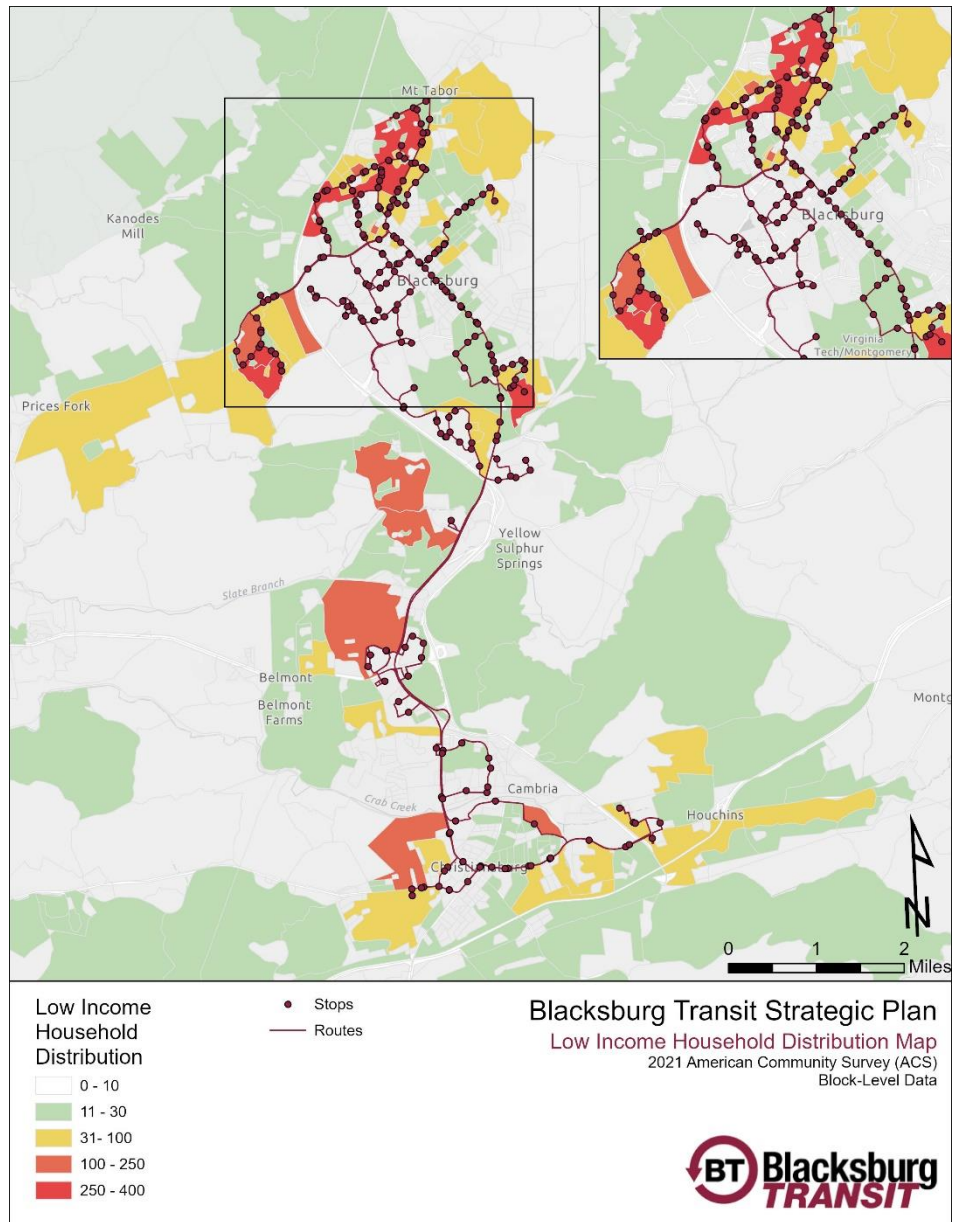 Mt Tabor
Kanodes
Mill
Blacksburg
Prices Fork
Blacksburg
Virginia
Tech/Montgomery
Yellow
Sulphur
Springs
Slate Branch
Belmont
Belmont
Farms
Montg
Cambria
Crab Creek
Houchins
Christiansburg
N
0 1 2
Miles
Low Income
Household
Distribution
0 - 10
11 - 30
31- 100
100 - 250
250 - 400
Stops
Routes
Blacksburg Transit Strategic Plan
Low Income Household Distribution Map
2021 American Community Survey (ACS)
Block-Level Data
BT Blacksburg
TRANSIT